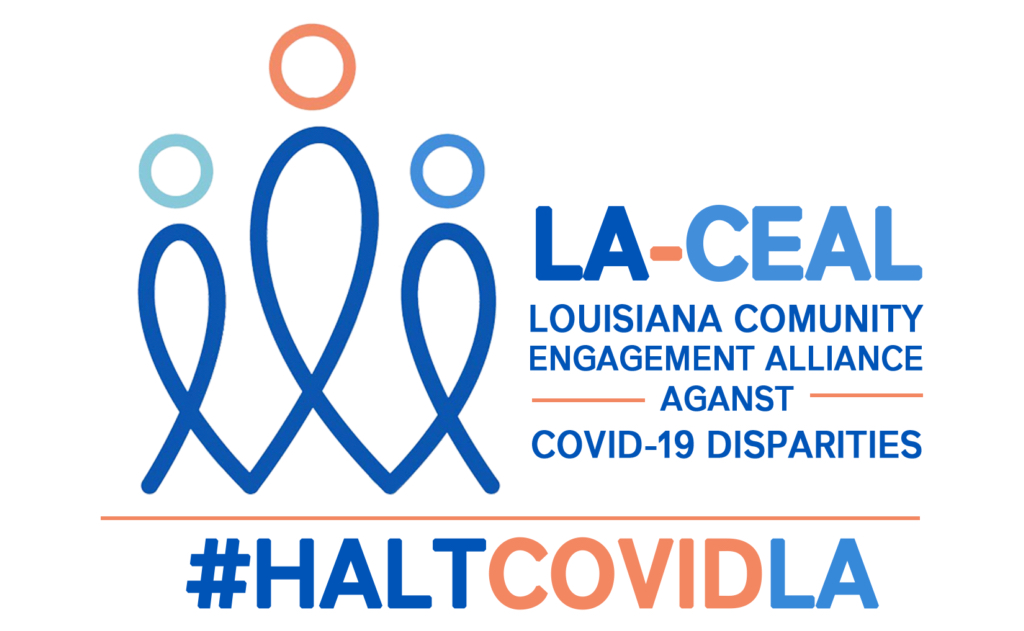 LA-CEAL
LOUISIANA COMUNITY
ENGAGEMENT ALLIANCE
AGANST
COVID-19 DISPARITIES
#HALTCOVIDLA